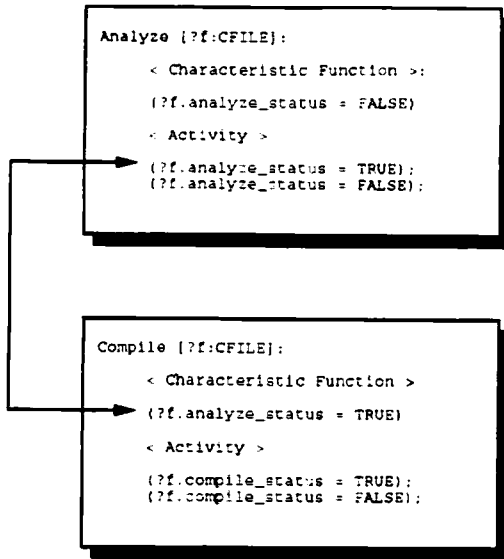 Analyze [?f:CFILE]:
< Characteristic Function >:
(?f.analyze_status = FALSE)
< Activity >
(?f.analyze_status = TRUE);
(?f.analyze_status = FALSE);
Compile [?f:CFILE]:
< Characteristic Function >
(?f.analyze_status = TRUE)
< Activity >
(?f.compile_status = TRUE);
(?f.compile_status = FALSE);